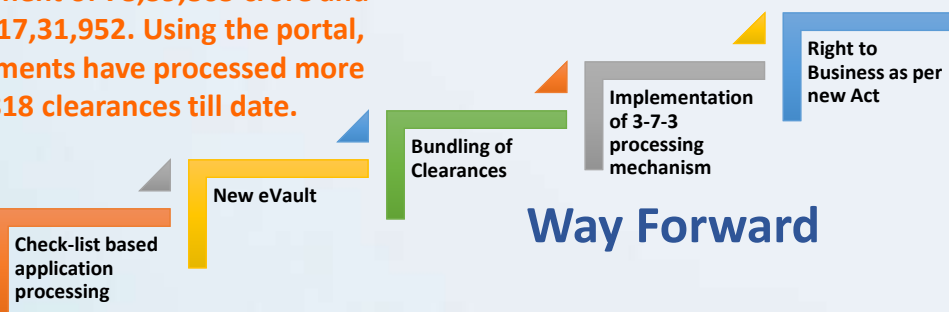 17,31,952. Using the portal,
ments have processed more
clearances till date.
Right to
Business as per
new Act
Implementation
of 3-7-3
processing
mechanism
Bundling of
Clearances
New eVault
Way Forward
Check-list based
application
processing